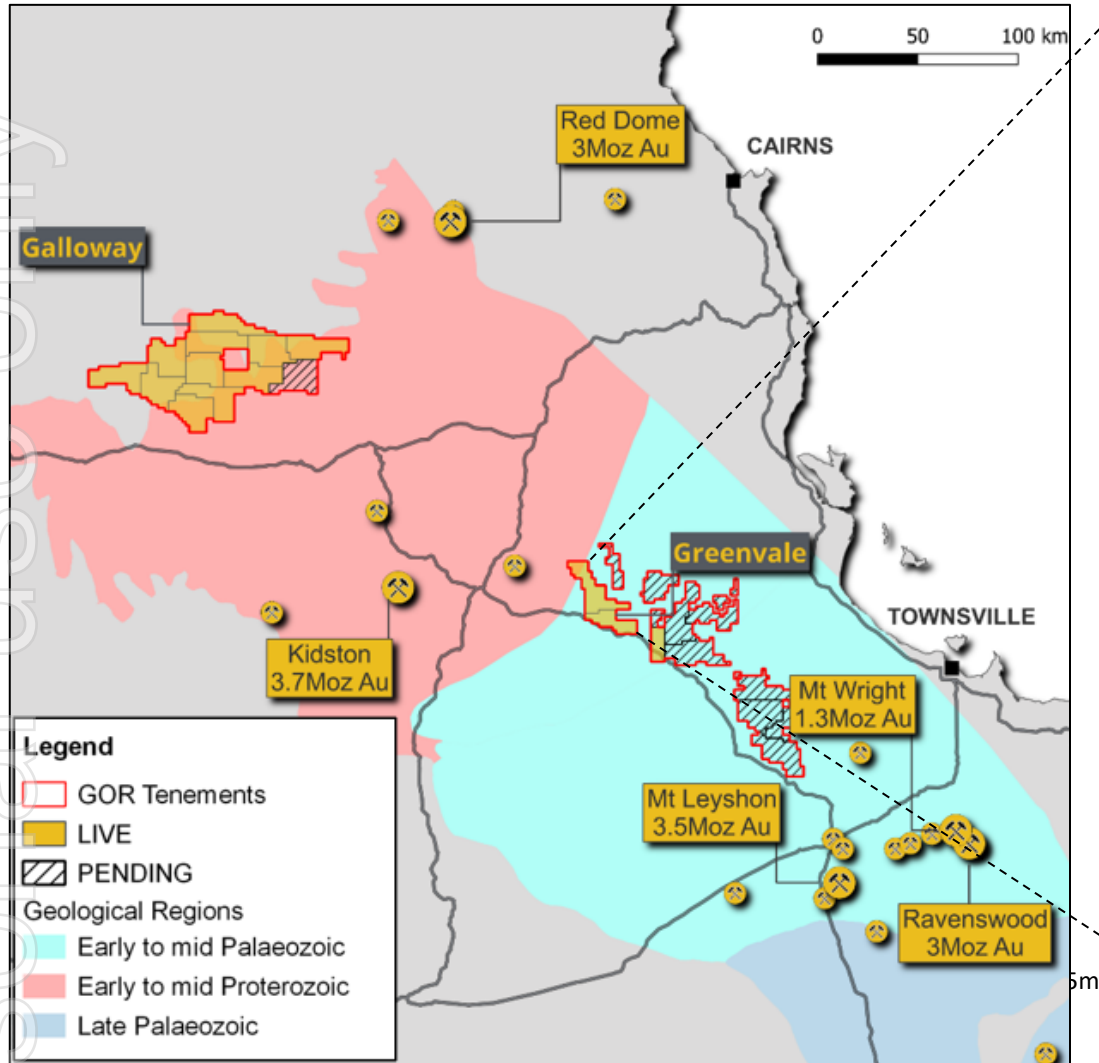 0 50 100 km
Red Dome
3Moz Au
CAIRNS
Galloway
Greenvale
TOWNSVILLE
Kidston
3.7Moz Au
Mt Wright
1.3Moz Au
Mt Leyshon
3.5Moz Au
Ravenswood
3Moz Au
5m
Legend
GOR Tenements
LIVE
PENDING
Geological Regions
Early to mid Palaeozoic
Early to mid Proterozoic
Late Palaeozoic